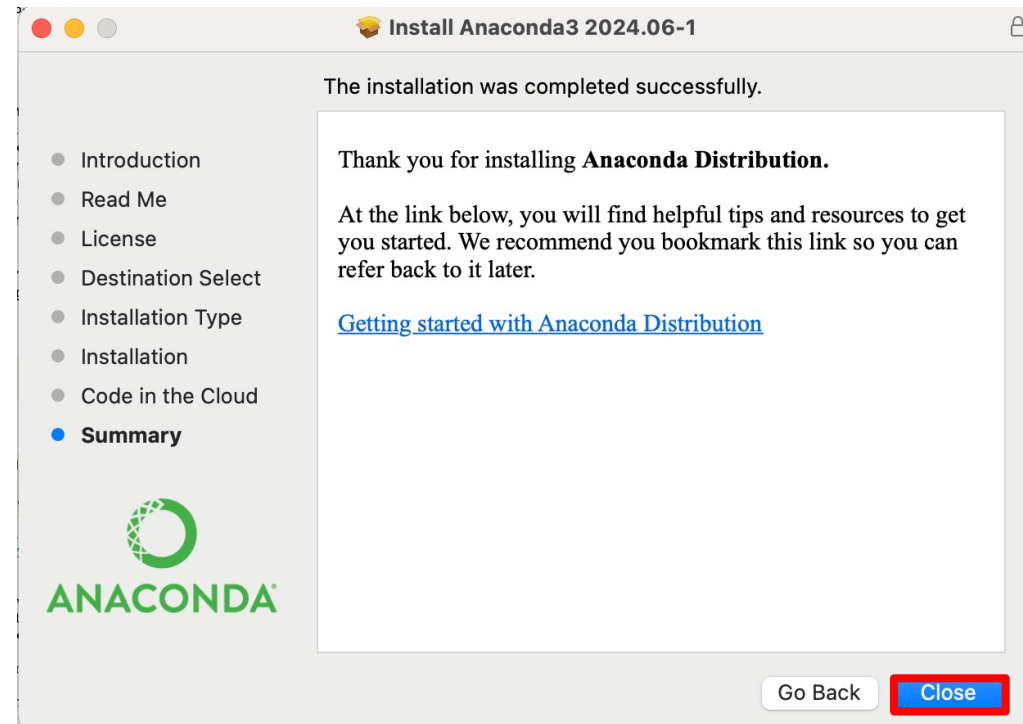 Install Anaconda3 2024.06-1
The installation was completed successfully.
Introduction
Read Me
License
Destination Select
Installation Type
Installation
Code in the Cloud
Summary
ANACONDA
Thank you for installing Anaconda Distribution.
At the link below, you will find helpful tips and resources to get
you started. We recommend you bookmark this link so you can
refer back to it later.
Getting started with Anaconda Distribution
Go Back
Close